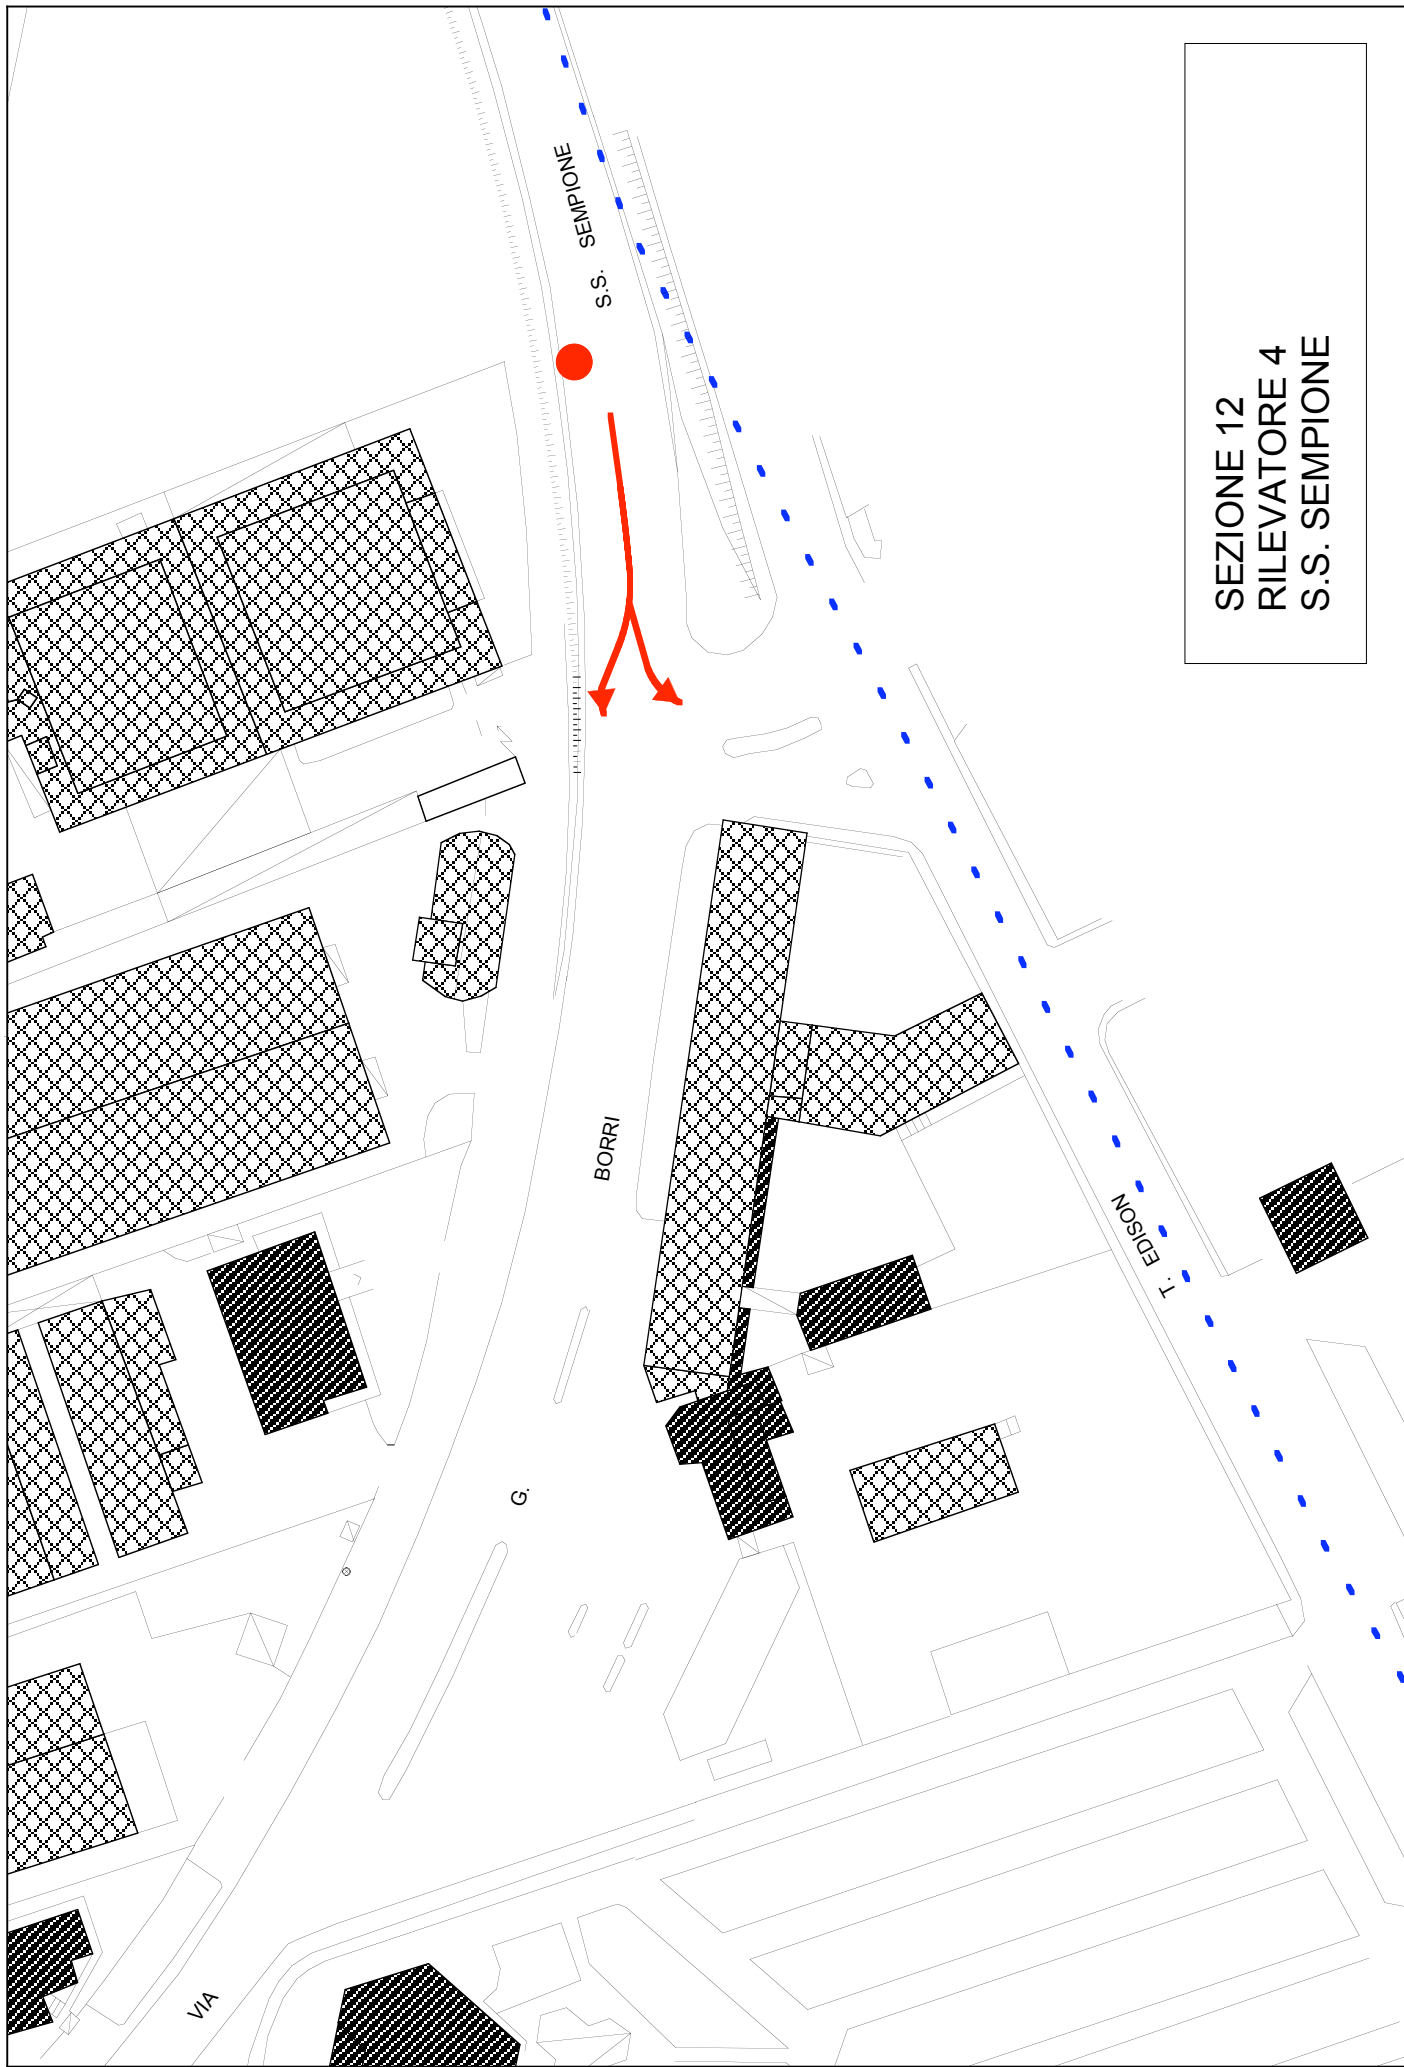 SEZIONE 12
RILEVATORE 4
S.S. SEMPIONE
S.S. SEMPIONE
VIA G. BORRI
T. EDISON